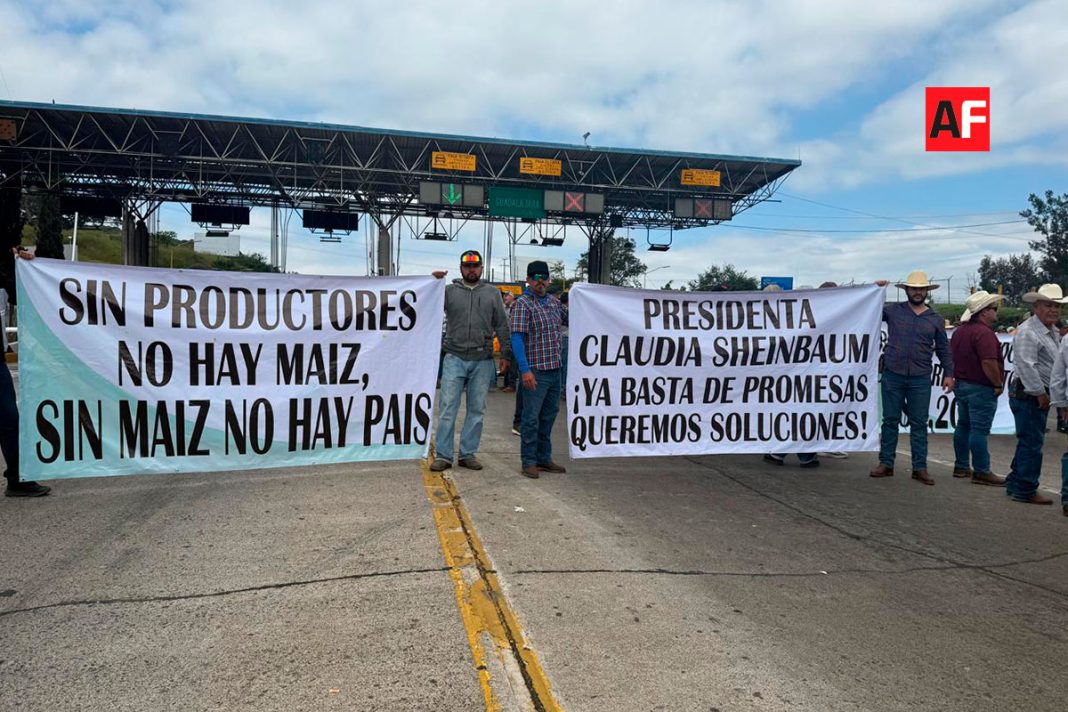 AF
GUADALAJARA
SIN PRODUCTORES
NO HAY MAIZ,
SIN MAIZ NO HAY PAIS
PRESIDENTA
CLAUDIA SHEINBAUM
¡YA BASTA DE PROMESAS
QUEREMOS SOLUCIONES!